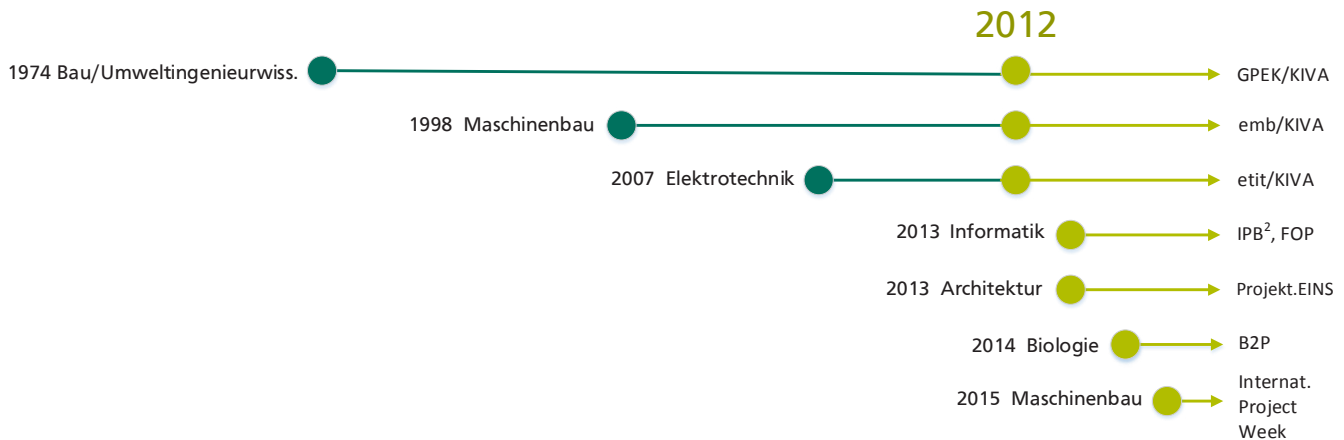 2012
1974 Bau/Umweltingenieurwiss. GPEK/KIVA
1998 Maschinenbau emb/KIVA
2007 Elektrotechnik etit/KIVA
2013 Informatik IPB², FOP
2013 Architektur Projekt.EINS
2014 Biologie B2P
2015 Maschinenbau Internat.
Project
Week